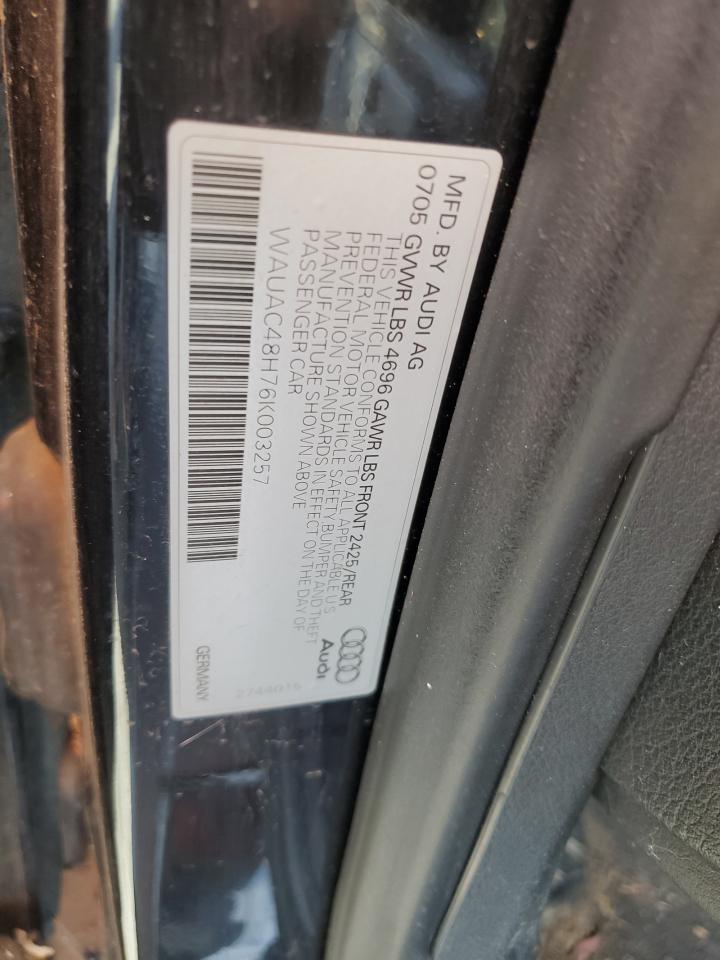 MFD. BY AUDI AG
0705 GVWR LBS 4696 GAWR LBS FRONT 2425/REAR
THIS VEHICLE CONFORMS TO ALL APPLICABLE U S
FEDERAL MOTOR VEHICLE SAFETY BUMPER AND THEFT
PREVENTION STANDARDS IN EFFECT ON THE DAY OF
MANUFACTURE SHOWN ABOVE
PASSENGER CAR
WAUAC48H76K003257
Audi
GERMANY